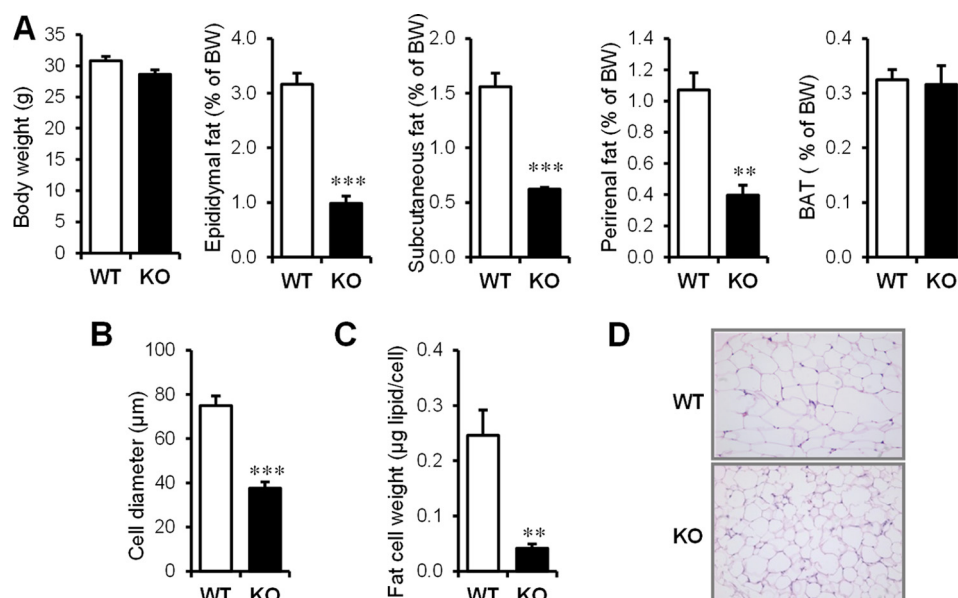 A
Body weight (g)
35
30
25
20
15
10
5
0
WT KO
Epididymal fat (% of BW)
4.0
3.0
2.0
1.0
0.0
***
WT KO
Subcutaneous fat (% of BW)
2.0
1.5
1.0
0.5
0.0
***
WT KO
Perirenal fat (% of BW)
1.4
1.2
1.0
0.8
0.6
0.4
0.2
0.0
**
WT KO
BAT ( % of BW)
0.4
0.3
0.2
0.1
0.0
WT KO
B
Cell diameter (µm)
100
80
60
40
20
0
***
WT KO
C
Fat cell weight (µg lipid/cell)
0.4
0.3
0.2
0.1
0.0
**
WT KO
D
WT
KO